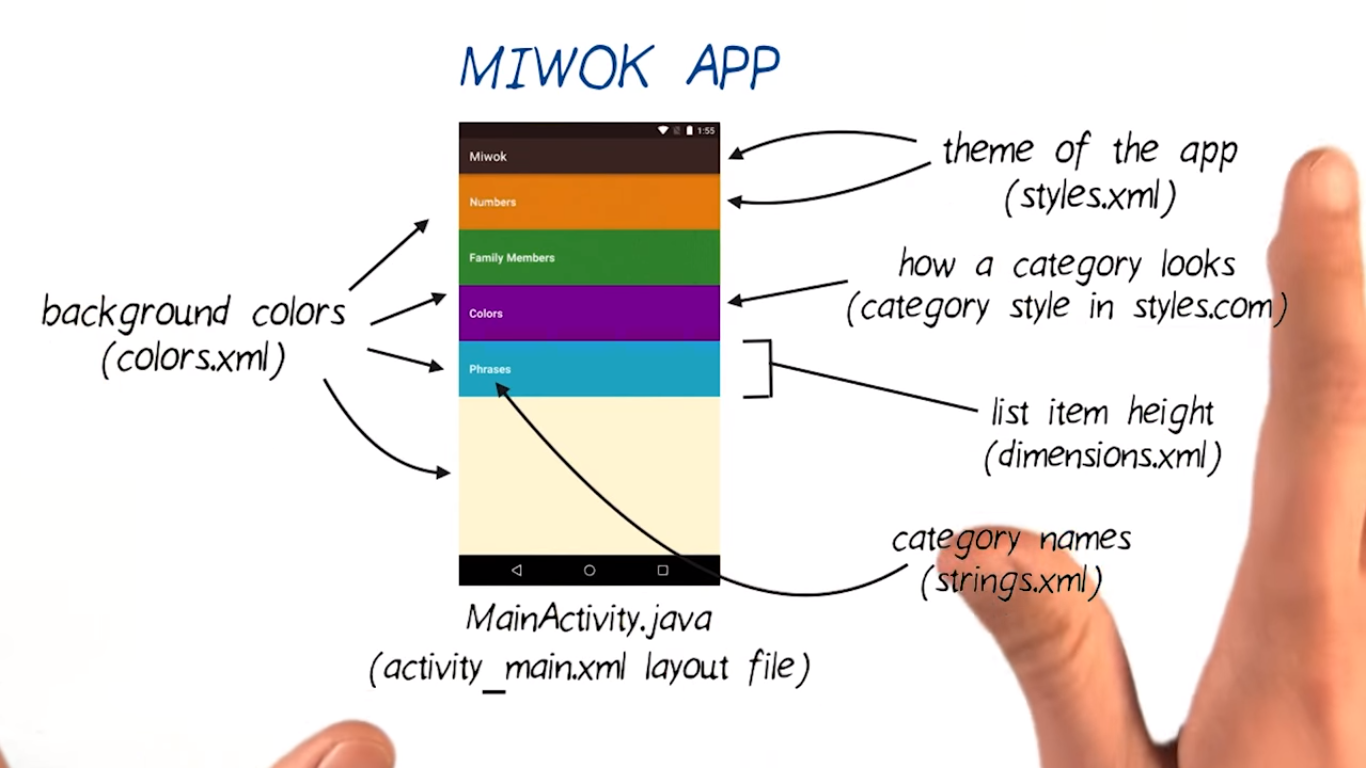 MIWOK APP
1:55
Miwok
Numbers
Family Members
Colors
Phrases
background colors
(colors.xml)
theme of the app
(styles.xml)
how a category looks
(category style in styles.com)
list item height
(dimensions.xml)
category names
(strings.xml)
MainActivity.java
(activity_main.xml layout file)